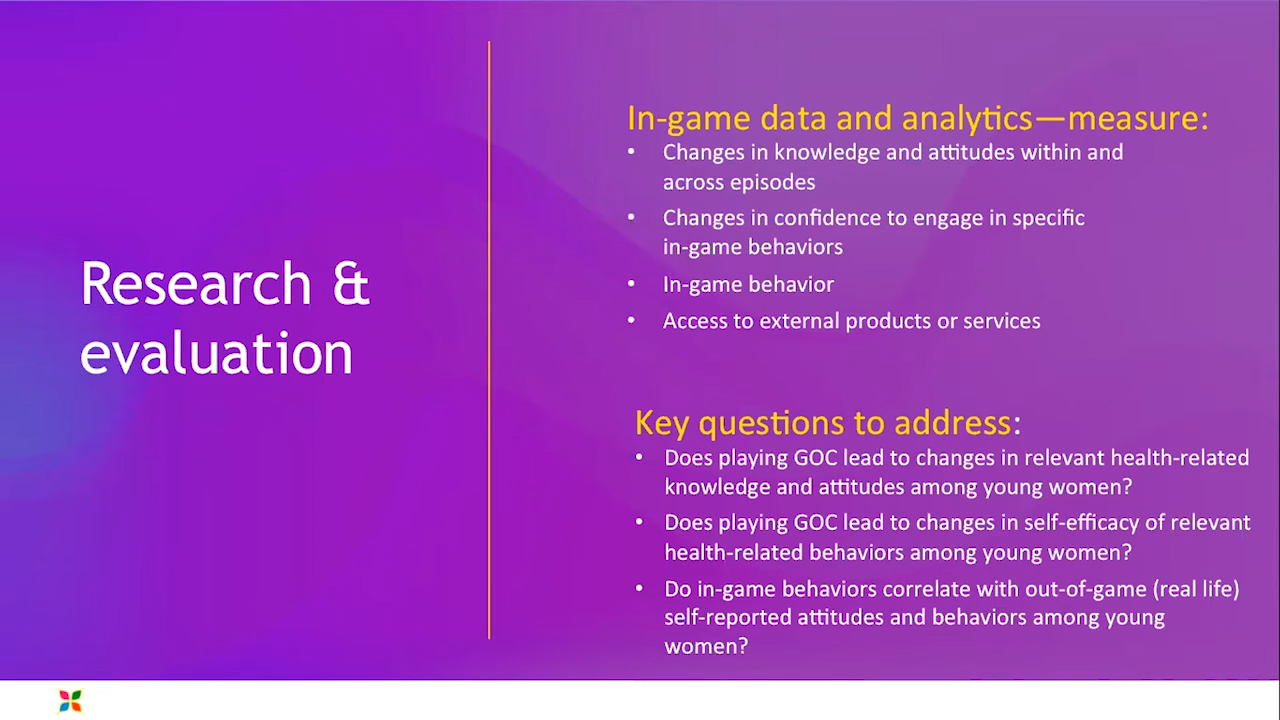 Research &
evaluation
In-game data and analytics—measure:
• Changes in knowledge and attitudes within and
across episodes
• Changes in confidence to engage in specific
in-game behaviors
• In-game behavior
• Access to external products or services
Key questions to address:
• Does playing GOC lead to changes in relevant health-related
knowledge and attitudes among young women?
• Does playing GOC lead to changes in self-efficacy of relevant
health-related behaviors among young women?
• Do in-game behaviors correlate with out-of-game (real life)
self-reported attitudes and behaviors among young
women?